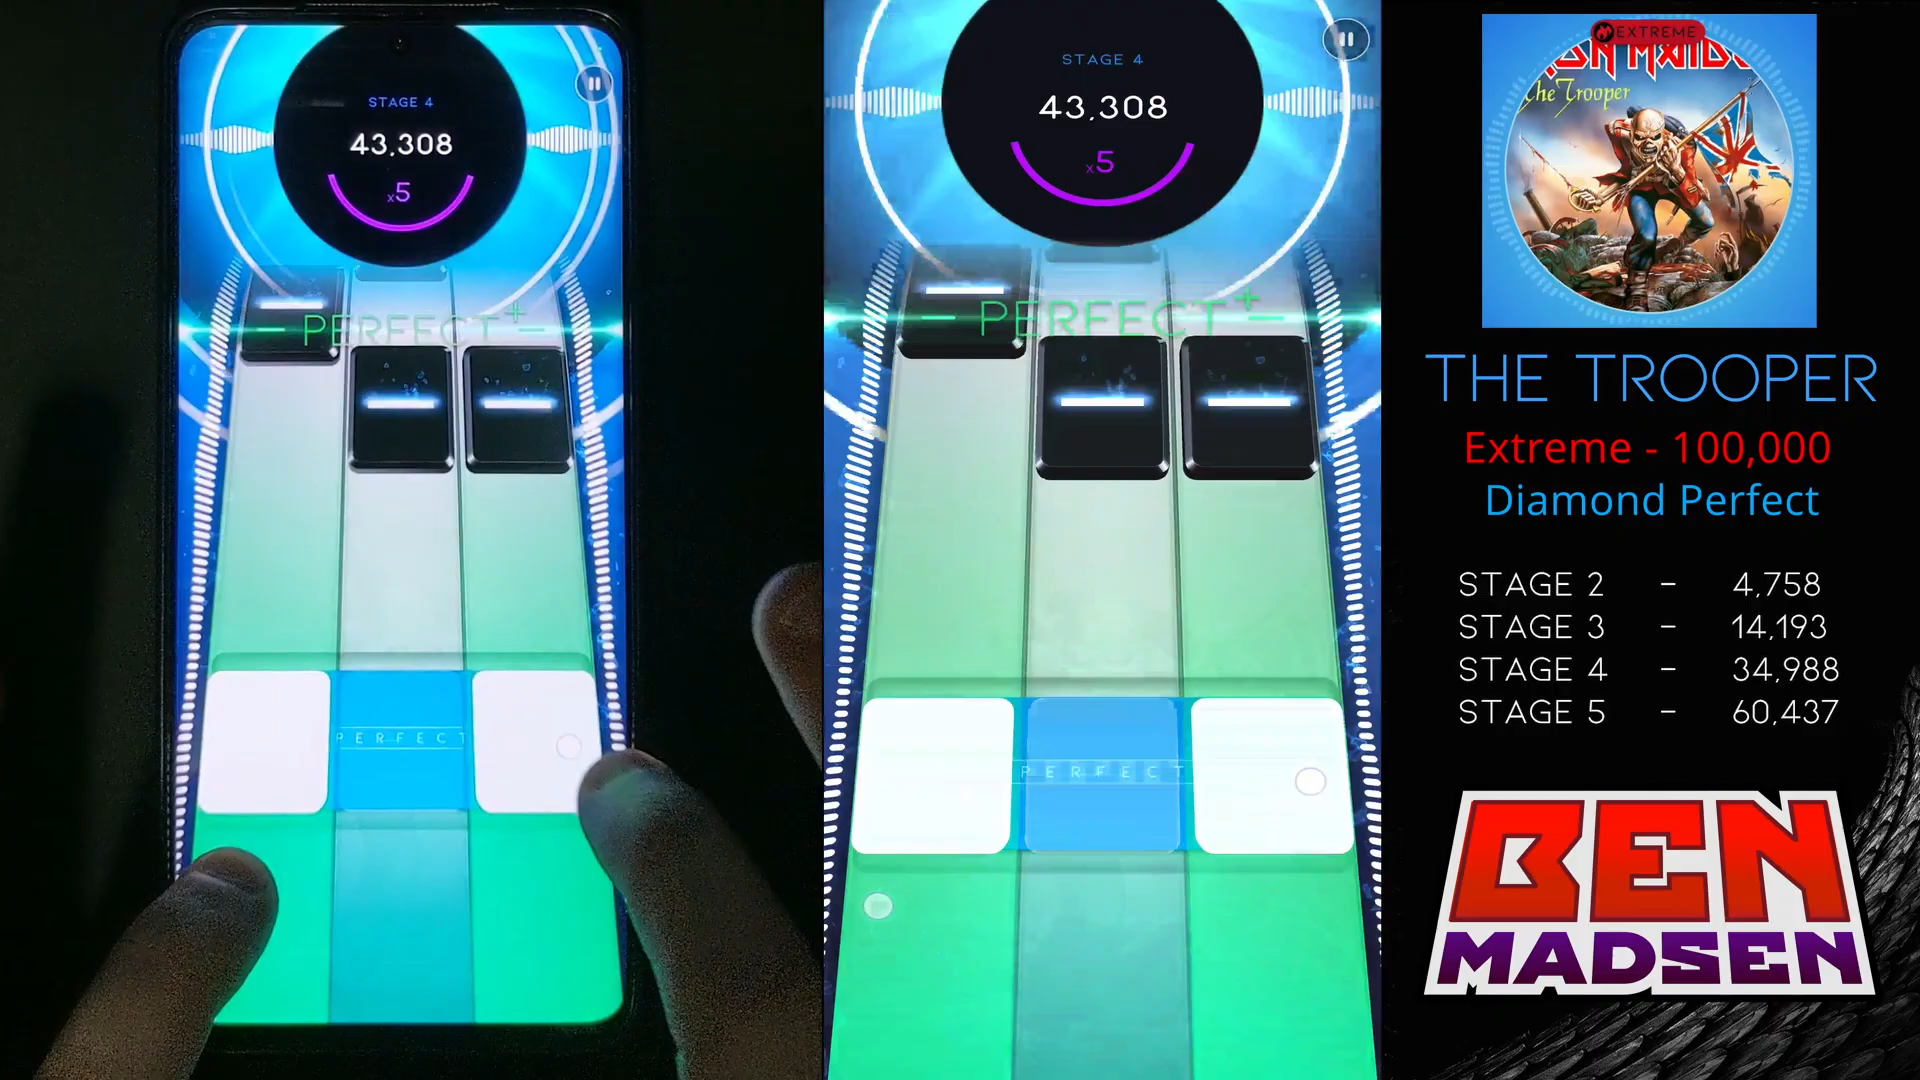 STAGE 4
43,308
x5
PERFECT+
PERFECT
STAGE 4
43,308
x5
PERFECT+
PERFECT
EXTREME
IRON MAIDEN
The Trooper
THE TROOPER
Extreme - 100,000
Diamond Perfect
STAGE 2 - 4,758
STAGE 3 - 14,193
STAGE 4 - 34,988
STAGE 5 - 60,437
BEN
MADSEN